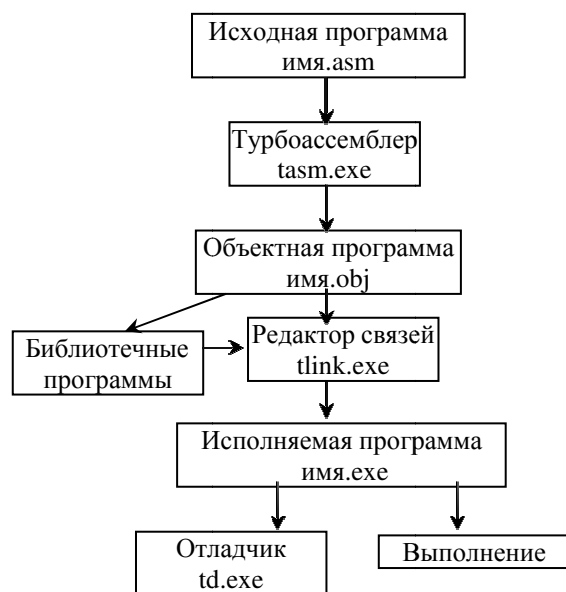 Исходная программа
имя.asm
Турбоассемблер
tasm.exe
Объектная программа
имя.obj
Библиотечные
программы
Редактор связей
tlink.exe
Исполняемая программа
имя.exe
Отладчик
td.exe
Выполнение